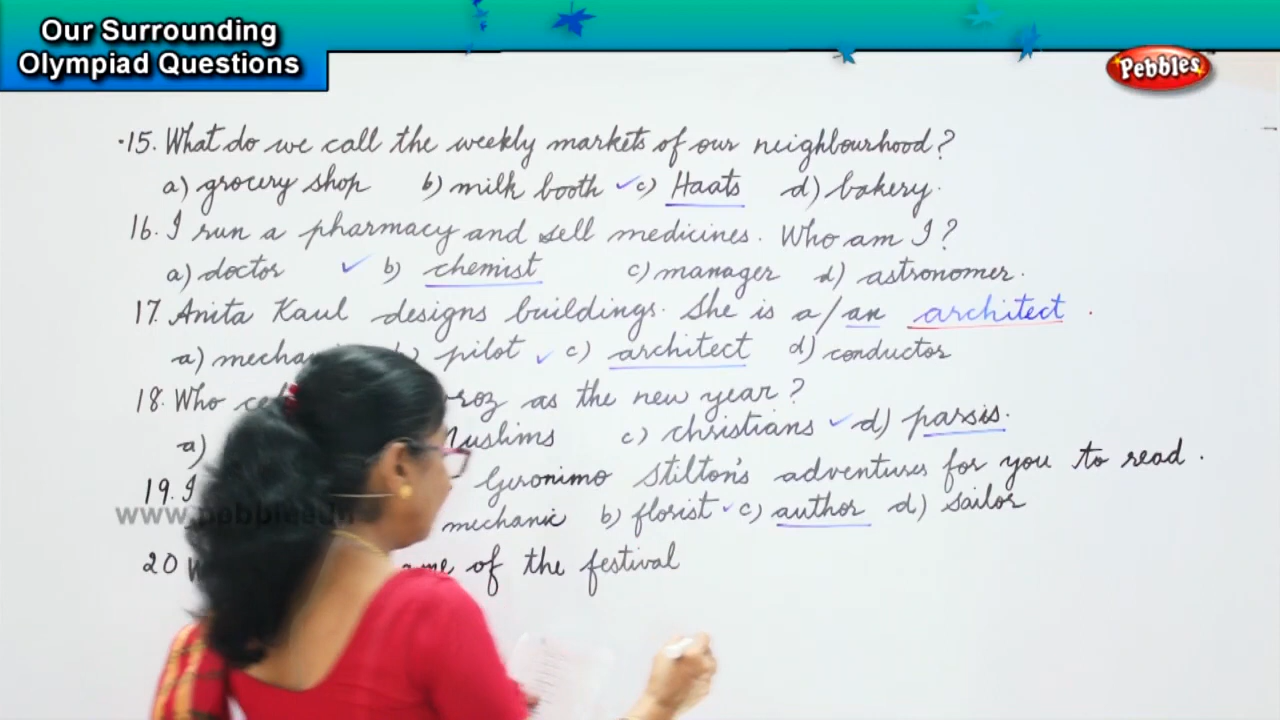 Our Surrounding
Olympiad Questions
Pebbles
15. What do we call the weekly markets of our neighbourhood?
a) grocery shop b) milk booth ✓c) Haats d) bakery.
16. I run a pharmacy and sell medicines. Who am I?
a) doctor ✓ b) chemist c) manager d) astronomer.
17. Anita Kaul designs buildings. She is a/an architect.
a) pilot ✓ c) architect d) conductor
18. Who as the new year?
a) Muslims c) christians ✓ d) parsis.
19. I Geronimo Stilton's adventures for you to read.
mechanic b) florist ✓ c) author d) sailor
20 of the festival